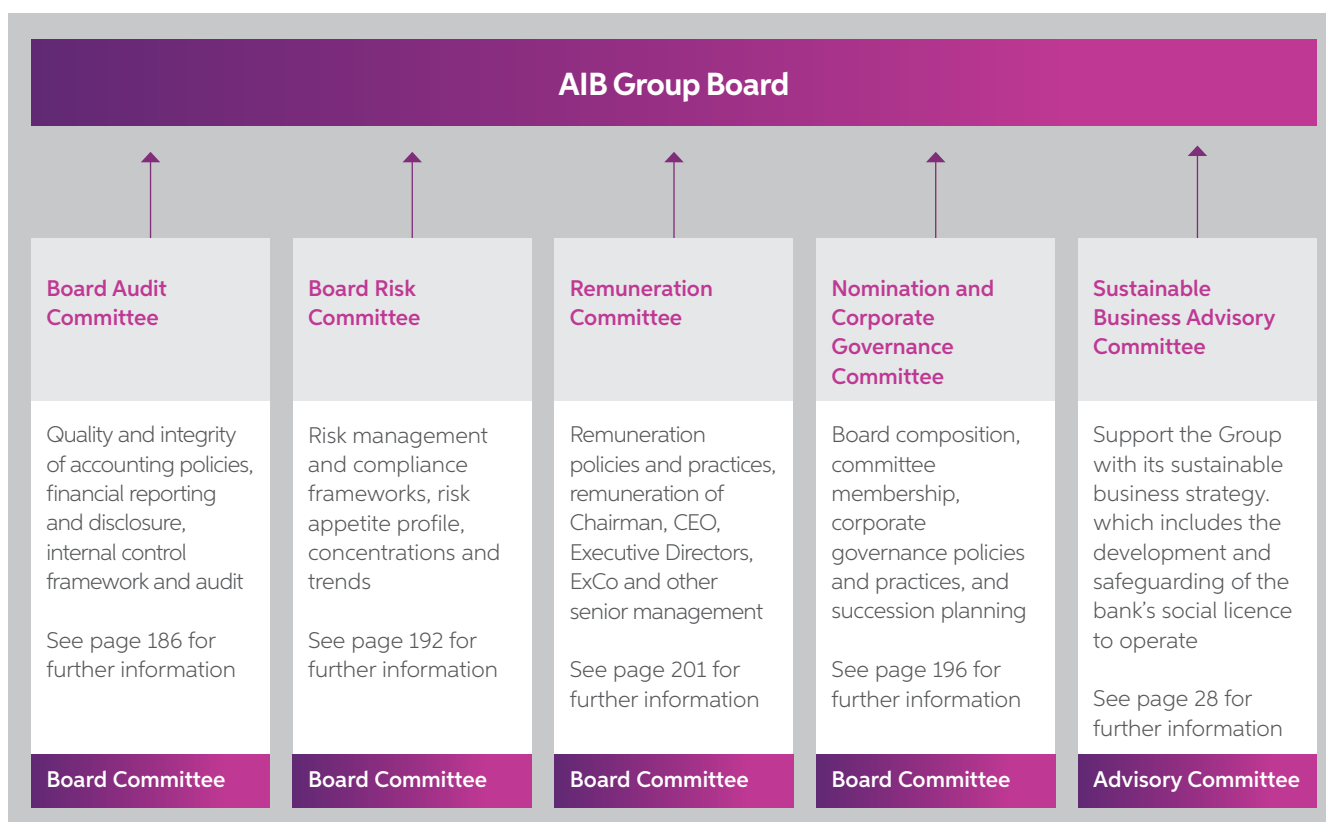 AIB Group Board
Board Audit
Committee
Quality and integrity
of accounting policies,
financial reporting
and disclosure,
internal control
framework and audit
See page 186 for
further information
Board Committee
Board Risk
Committee
Risk management
and compliance
frameworks, risk
appetite profile,
concentrations and
trends
See page 192 for
further information
Board Committee
Remuneration
Committee
Remuneration
policies and practices,
remuneration of
Chairman, CEO,
Executive Directors,
ExCo and other
senior management
See page 201 for
further information
Board Committee
Nomination and
Corporate
Governance
Committee
Board composition,
committee
membership,
corporate
governance policies
and practices, and
succession planning
See page 196 for
further information
Board Committee
Sustainable
Business Advisory
Committee
Support the Group
with its sustainable
business strategy.
which includes the
development and
safeguarding of the
bank's social licence
to operate
See page 28 for
further information
Advisory Committee